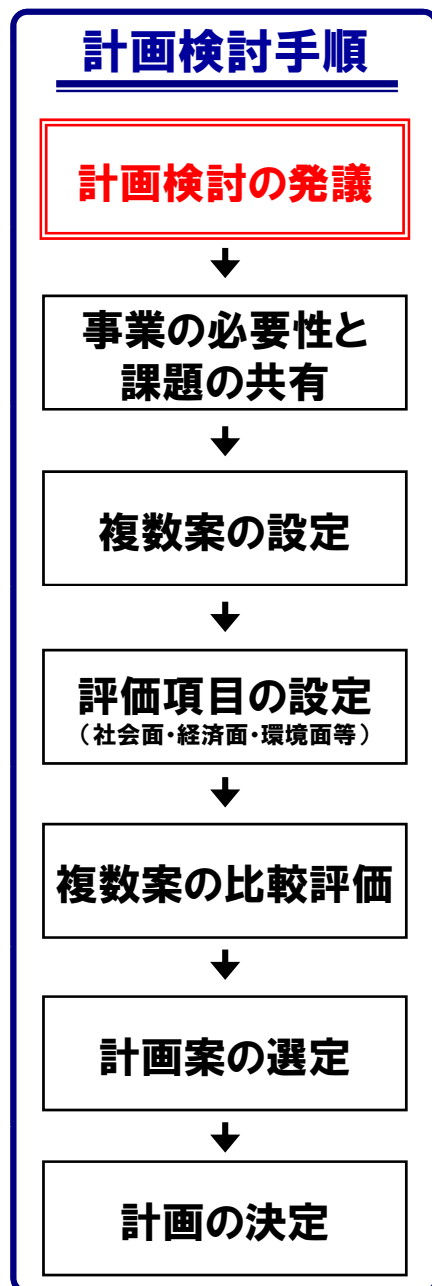 計画検討手順
計画検討の発議
事業の必要性と
課題の共有
複数案の設定
評価項目の設定
（社会面・経済面・環境面等）
複数案の比較評価
計画案の選定
計画の決定